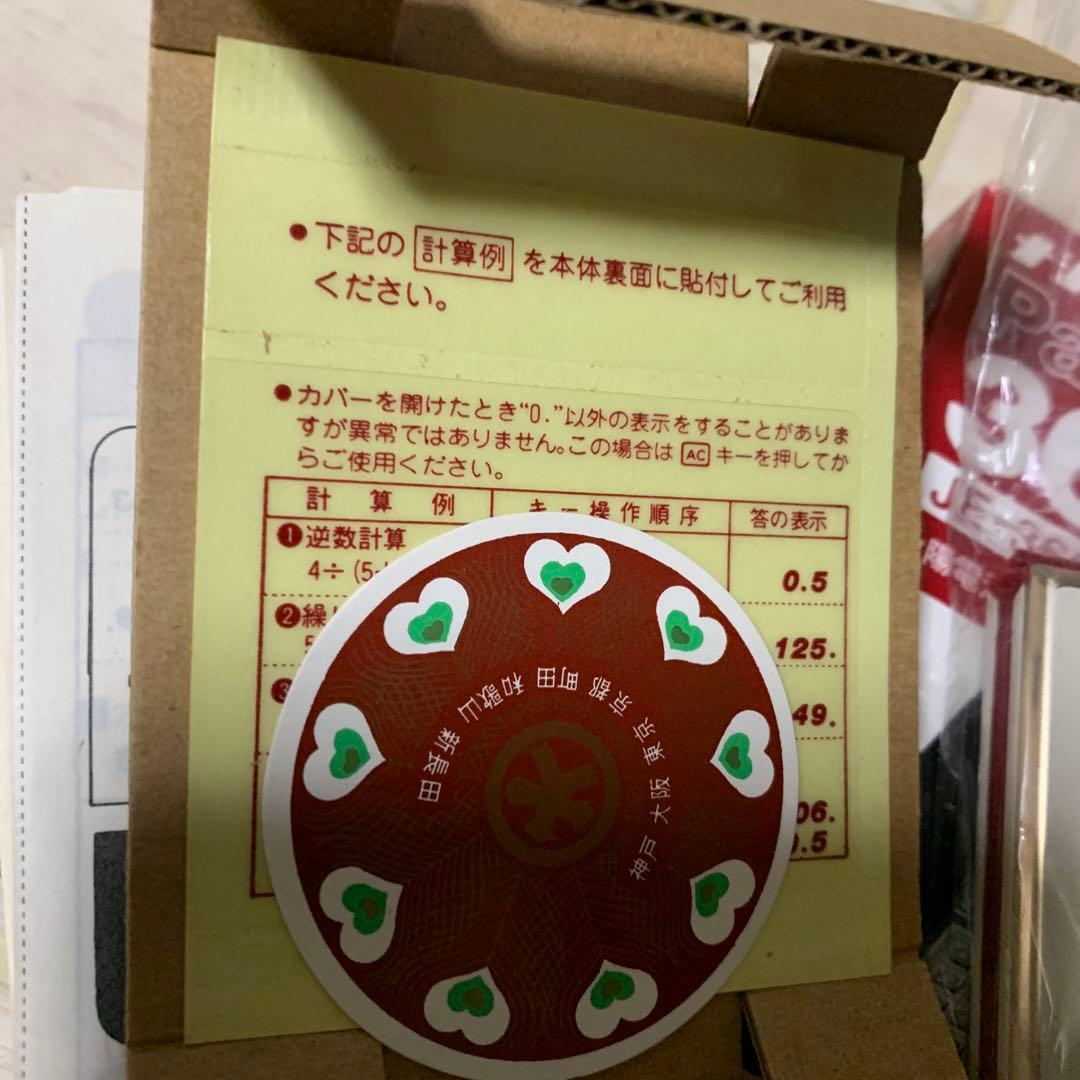 ●下記の 計算例 を本体裏面に貼付してご利用
ください。
●カバーを開けたとき“0.”以外の表示をすることがありま
すが異常ではありません。この場合は AC キーを押してか
らご使用ください。
計 算 例 キー操作順序 答の表示
❶逆数計算
4÷(5 0.5
❷繰 125.
❸ 49.
06.
0.5
新長田 和歌山 町田 京都 東京 大阪 神戸